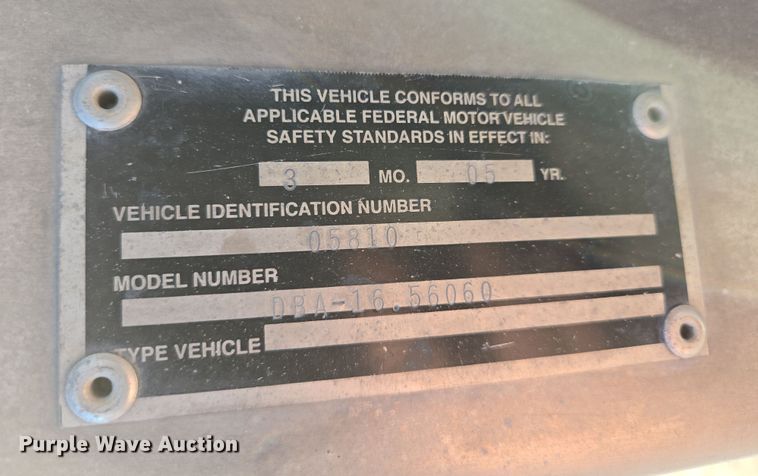 THIS VEHICLE CONFORMS TO ALL
APPLICABLE FEDERAL MOTOR VEHICLE
SAFETY STANDARDS IN EFFECT IN:
3 MO. 05 YR.
VEHICLE IDENTIFICATION NUMBER
05810
MODEL NUMBER
DBA-16.56060
TYPE VEHICLE
Purple Wave Auction